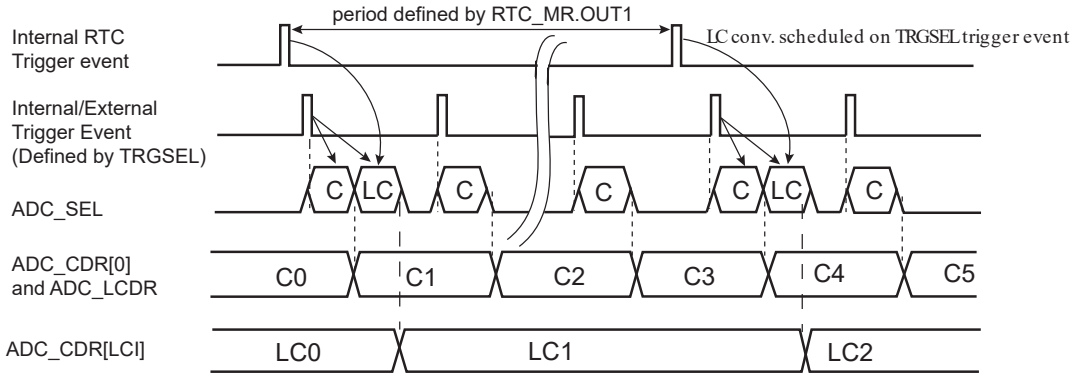 period defined by RTC_MR.OUT1
Internal RTC
Trigger event
LC conv. scheduled on TRGSEL trigger event
Internal/External
Trigger Event
(Defined by TRGSEL)
C LC C C C LC C
ADC_SEL
ADC_CDR[0]
and ADC_LCDR
C0 C1 C2 C3 C4 C5
ADC_CDR[LCI] LC0 LC1 LC2